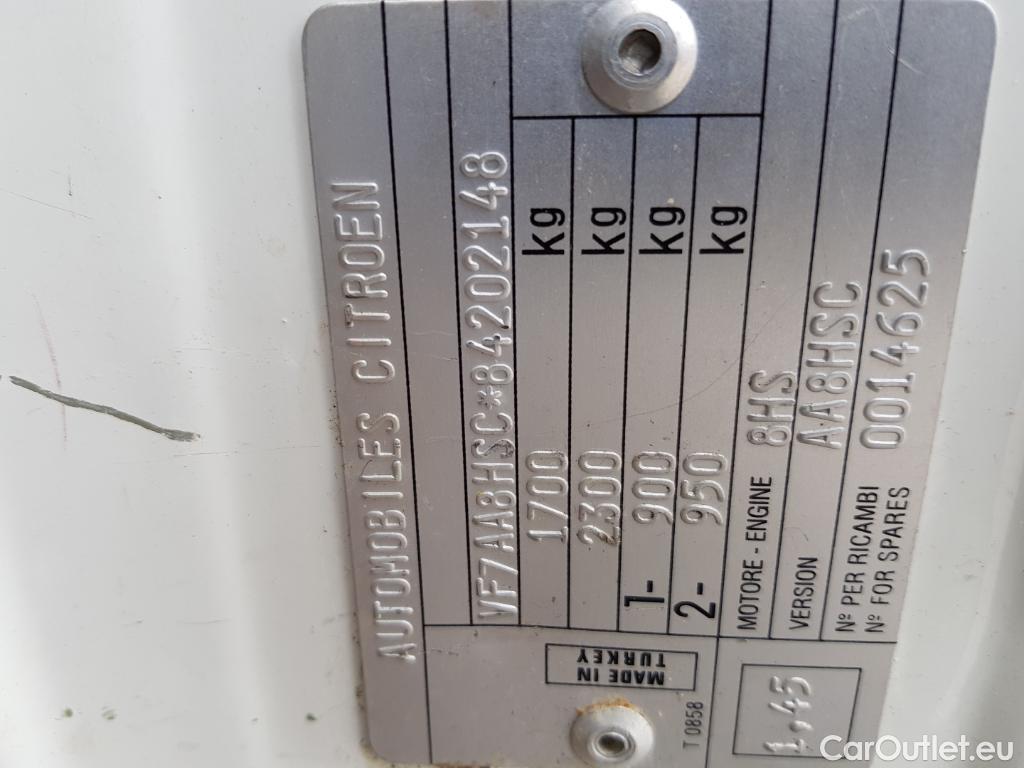 AUTOMOBILES CITROEN
VF7AA8HSC*84202148
1700 kg
2300 kg
1- 900 kg
2- 950 kg
MOTORE - ENGINE 8HS
VERSION AA8HSC
Nº PER RICAMBI
Nº FOR SPARES 0014625
MADE IN
TURKEY
T 0858
1,45
CarOutlet.eu